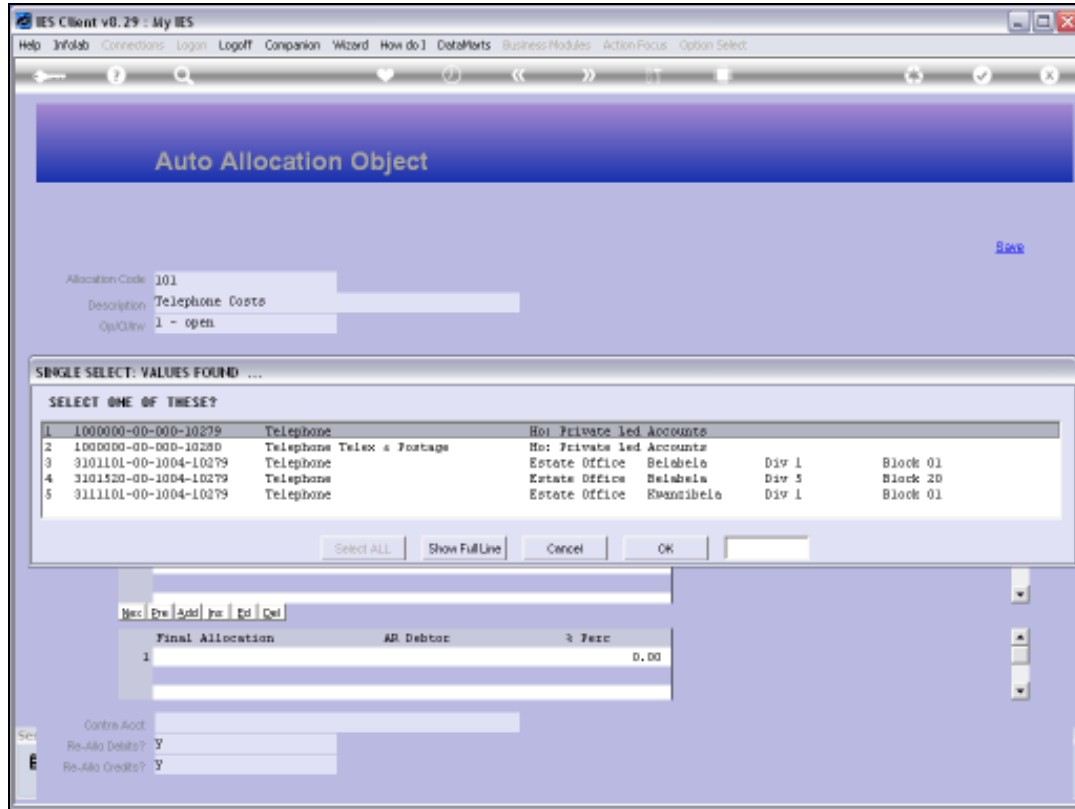 IES Client v8.29 : My IES
Help Infolab Connections Logon Logoff Companion Wizard How do I DataMarts Business Modules Action Focus Option Select
Auto Allocation Object
Save
Allocation Code 101
Description Telephone Costs
Op/Cl/Inv 1 - open
SINGLE SELECT: VALUES FOUND ...
SELECT ONE OF THESE?
1 1000000-00-000-10279 Telephone Ho: Private led Accounts
2 1000000-00-000-10280 Telephone Telex & Postage Ho: Private led Accounts
3 3101101-00-1004-10279 Telephone Estate Office Belabela Div 1 Block 01
4 3101520-00-1004-10279 Telephone Estate Office Belabela Div 5 Block 20
5 3111101-00-1004-10279 Telephone Estate Office Kwanzibela Div 1 Block 01
Select ALL Show Full Line Cancel OK
Nex Pre Add Ins Ed Del
Final Allocation AR Debtor % Perc
1 0.00
Contra Acct
Re-Allo Debits? Y
Re-Allo Credits? Y